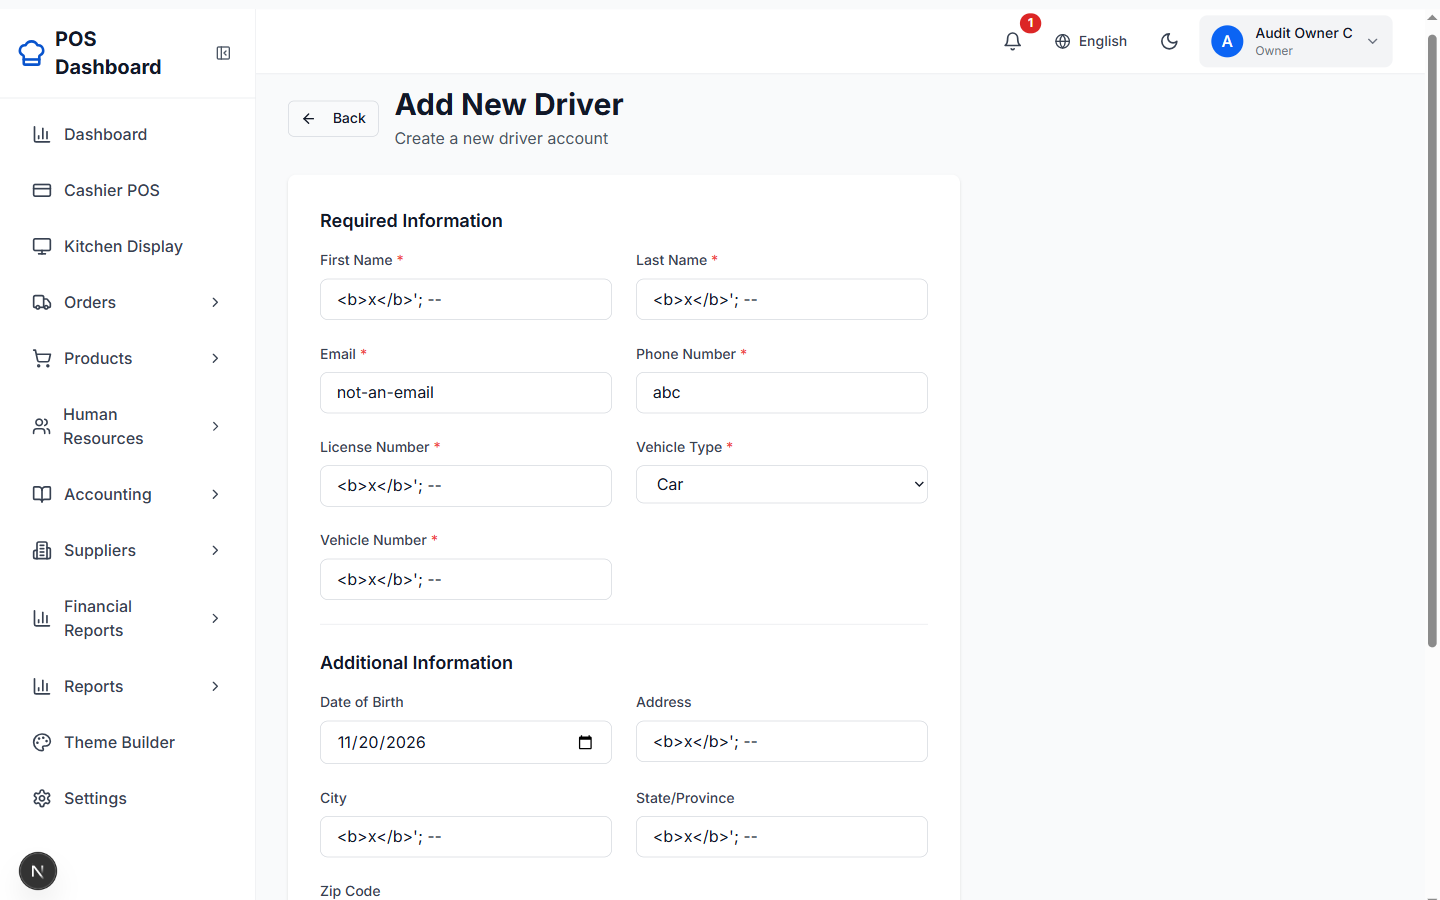 POS
Dashboard
1
English
A
Audit Owner C
Owner
Dashboard
Cashier POS
Kitchen Display
Orders
Products
Human
Resources
Accounting
Suppliers
Financial
Reports
Reports
Theme Builder
Settings
N
Back
Add New Driver
Create a new driver account
Required Information
First Name *
Last Name *
<b>x</b>'; --
<b>x</b>'; --
Email *
Phone Number *
not-an-email
abc
License Number *
Vehicle Type *
<b>x</b>'; --
Car
Vehicle Number *
<b>x</b>'; --
Additional Information
Date of Birth
Address
11/20/2026
<b>x</b>'; --
City
State/Province
<b>x</b>'; --
<b>x</b>'; --
Zip Code